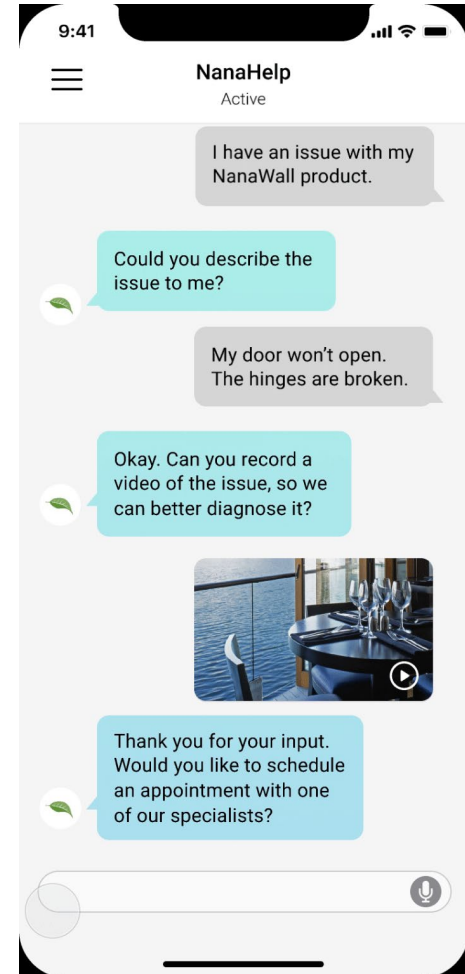 9:41
NanaHelp
Active
I have an issue with my
NanaWall product.
Could you describe the
issue to me?
My door won’t open.
The hinges are broken.
Okay. Can you record a
video of the issue, so we
can better diagnose it?
Thank you for your input.
Would you like to schedule
an appointment with one
of our specialists?